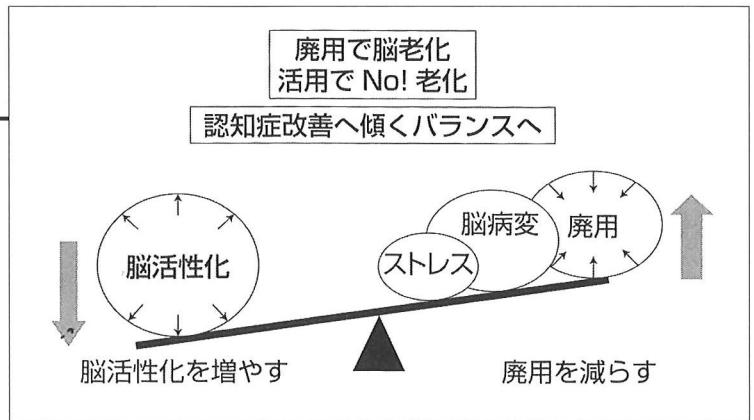 廃用で脳老化
活用で No! 老化
認知症改善へ傾くバランスへ
脳活性化
ストレス
脳病変
廃用
脳活性化を増やす
廃用を減らす